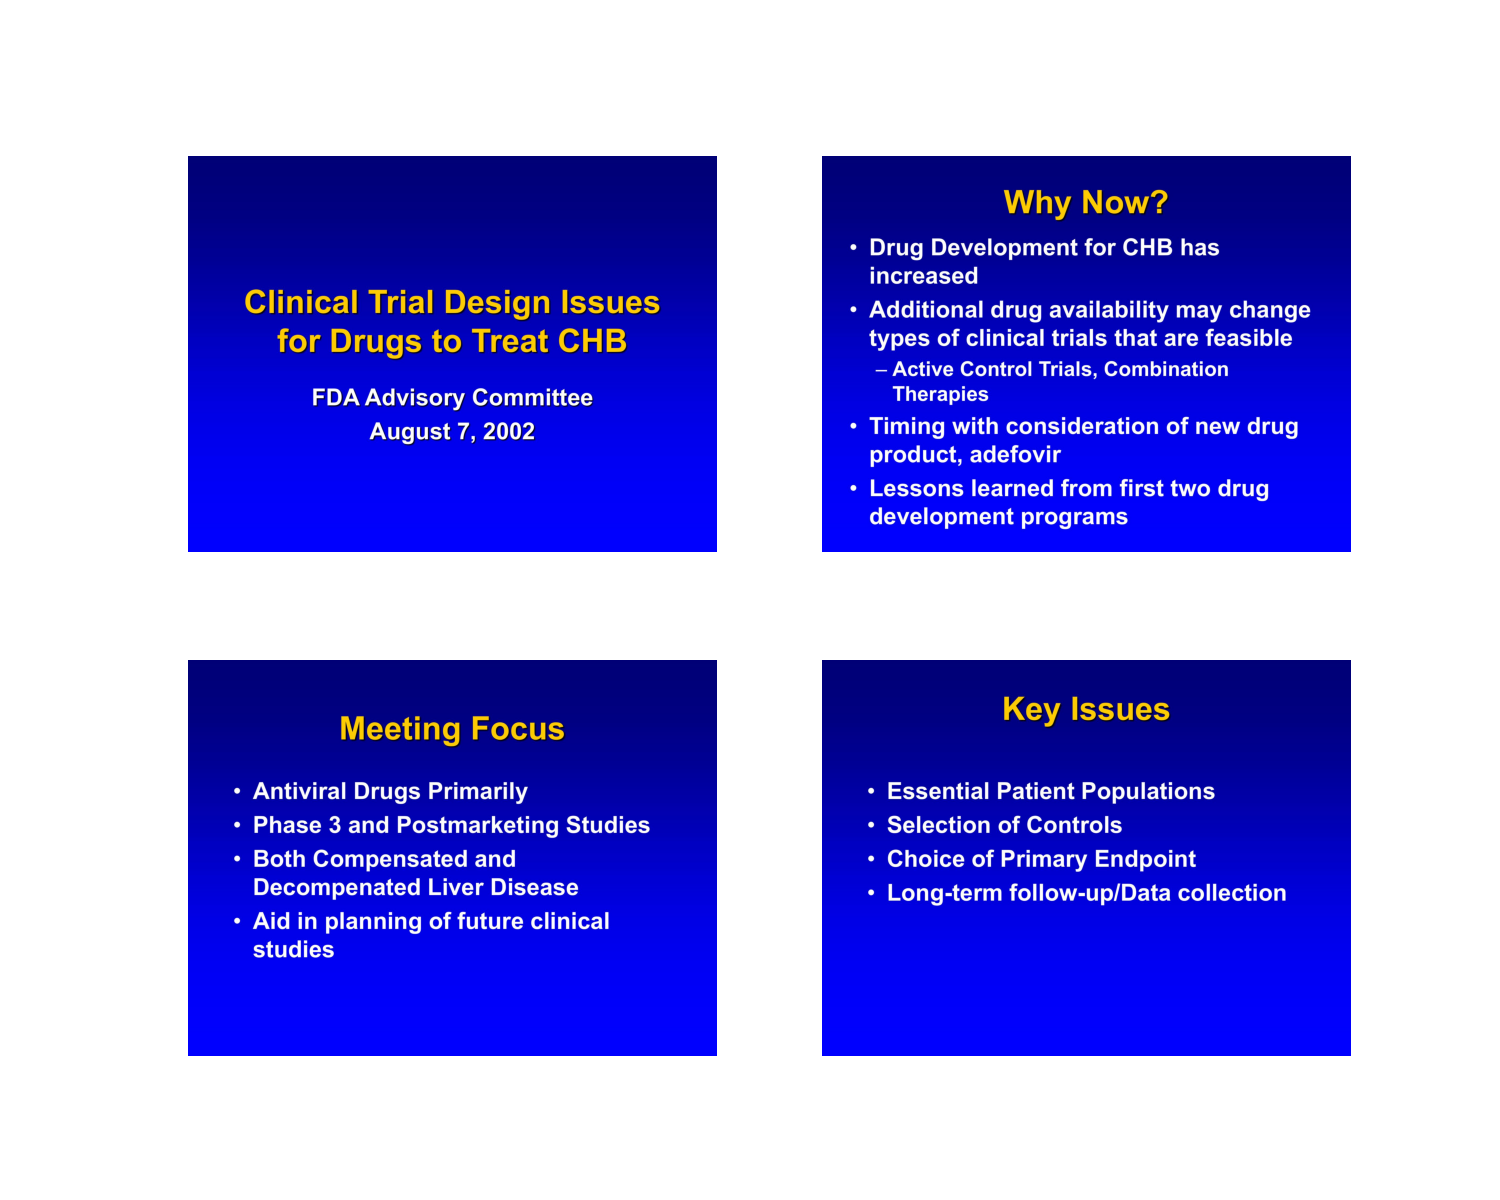 Clinical Trial Design Issues
for Drugs to Treat CHB
FDA Advisory Committee
August 7, 2002
Why Now?
• Drug Development for CHB has
increased
• Additional drug availability may change
types of clinical trials that are feasible
– Active Control Trials, Combination
Therapies
• Timing with consideration of new drug
product, adefovir
• Lessons learned from first two drug
development programs
Meeting Focus
• Antiviral Drugs Primarily
• Phase 3 and Postmarketing Studies
• Both Compensated and
Decompenated Liver Disease
• Aid in planning of future clinical
studies
Key Issues
• Essential Patient Populations
• Selection of Controls
• Choice of Primary Endpoint
• Long-term follow-up/Data collection